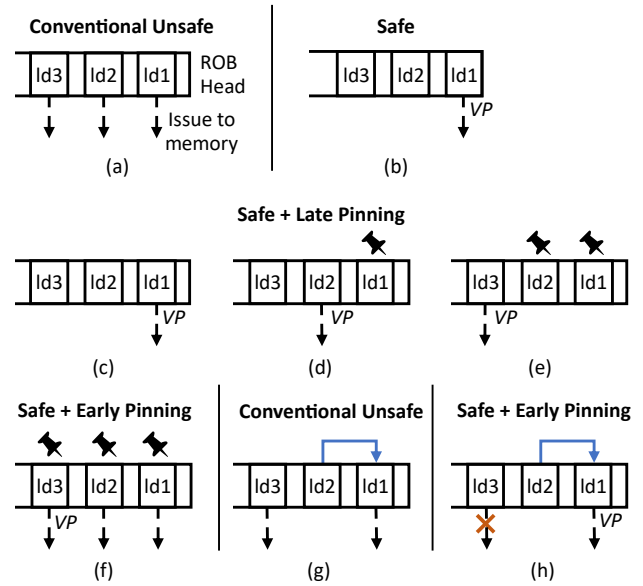 Conventional Unsafe
Safe
ld3 ld2 ld1
ROB
Head
Issue to
memory
(a)
ld3 ld2 ld1
VP
(b)
Safe + Late Pinning
ld3 ld2 ld1
VP
(c)
ld3 ld2 ld1
VP
(d)
ld3 ld2 ld1
VP
(e)
Safe + Early Pinning
ld3 ld2 ld1
VP
(f)
Conventional Unsafe
ld3 ld2 ld1
(g)
Safe + Early Pinning
ld3 ld2 ld1
VP
(h)